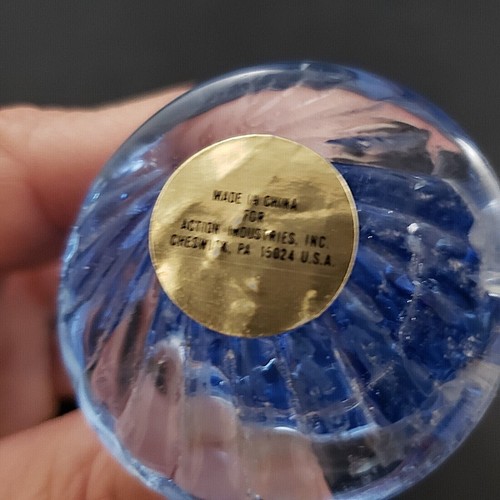 MADE IN CHINA
FOR
ACTION INDUSTRIES, INC.
CHESWICK, PA 15024 U.S.A.